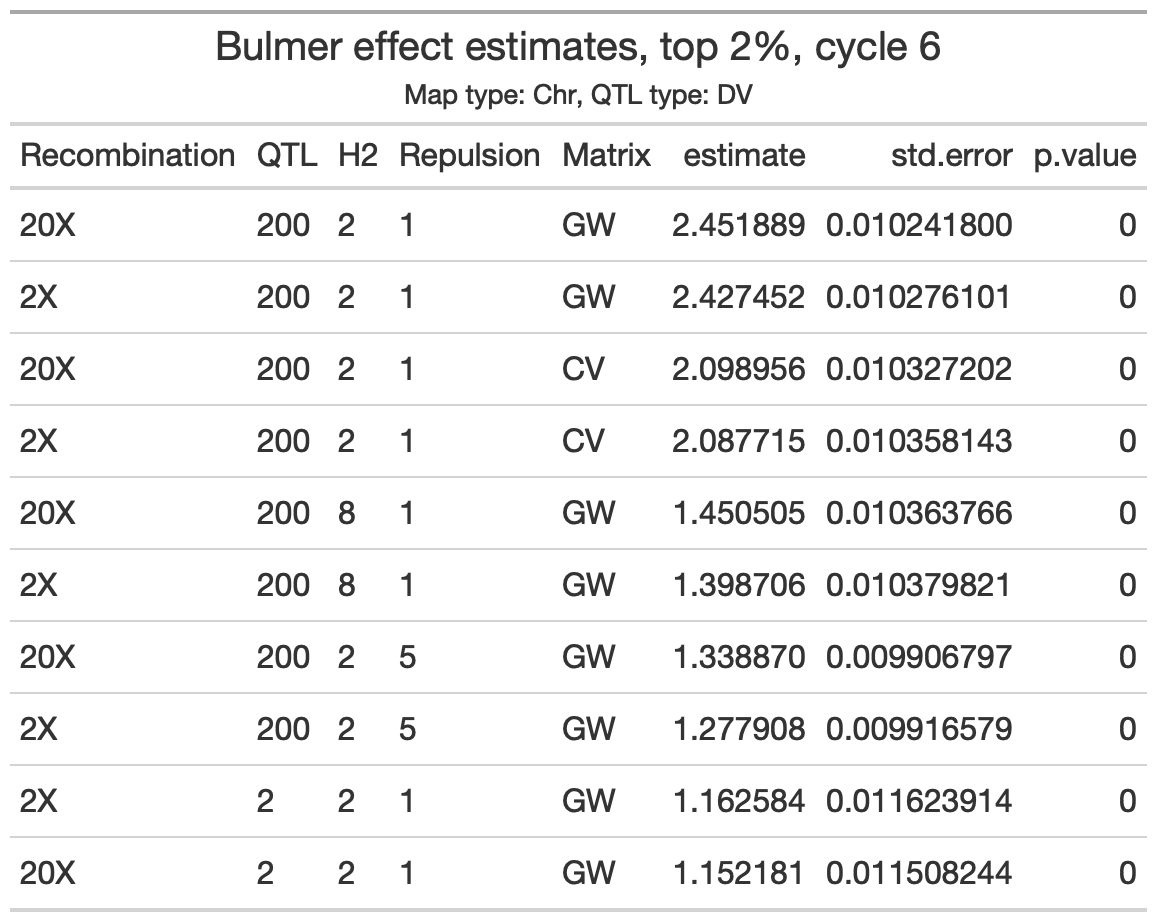 Bulmer effect estimates, top 2%, cycle 6
Map type: Chr, QTL type: DV
Recombination QTL H2 Repulsion Matrix estimate std.error p.value
20X 200 2 1 GW 2.451889 0.010241800 0
2X 200 2 1 GW 2.427452 0.010276101 0
20X 200 2 1 CV 2.098956 0.010327202 0
2X 200 2 1 CV 2.087715 0.010358143 0
20X 200 8 1 GW 1.450505 0.010363766 0
2X 200 8 1 GW 1.398706 0.010379821 0
20X 200 2 5 GW 1.338870 0.009906797 0
2X 200 2 5 GW 1.277908 0.009916579 0
2X 2 2 1 GW 1.162584 0.011623914 0
20X 2 2 1 GW 1.152181 0.011508244 0